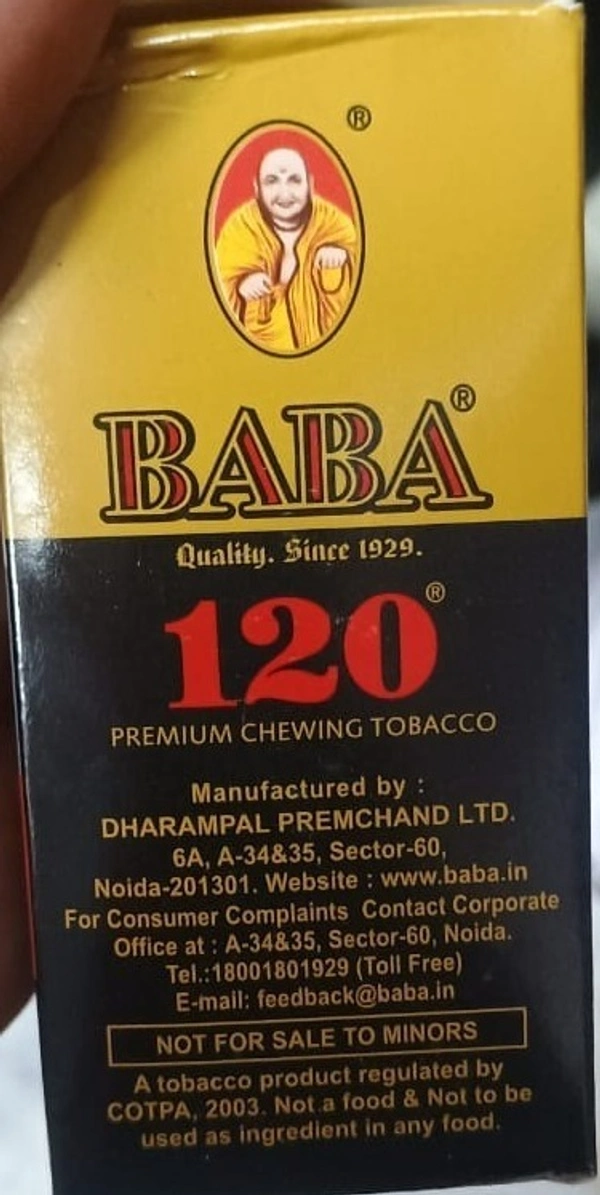 ®
BABA®
Quality. Since 1929.
120®
PREMIUM CHEWING TOBACCO
Manufactured by :
DHARAMPAL PREMCHAND LTD.
6A, A-34&35, Sector-60,
Noida-201301. Website : www.baba.in
For Consumer Complaints Contact Corporate
Office at : A-34&35, Sector-60, Noida.
Tel.:18001801929 (Toll Free)
E-mail: feedback@baba.in
NOT FOR SALE TO MINORS
A tobacco product regulated by
COTPA, 2003. Not a food & Not to be
used as ingredient in any food.